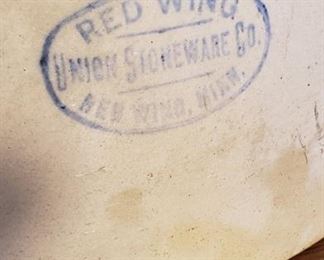 RED WING
UNION STONEWARE CO.
RED WING, MINN.